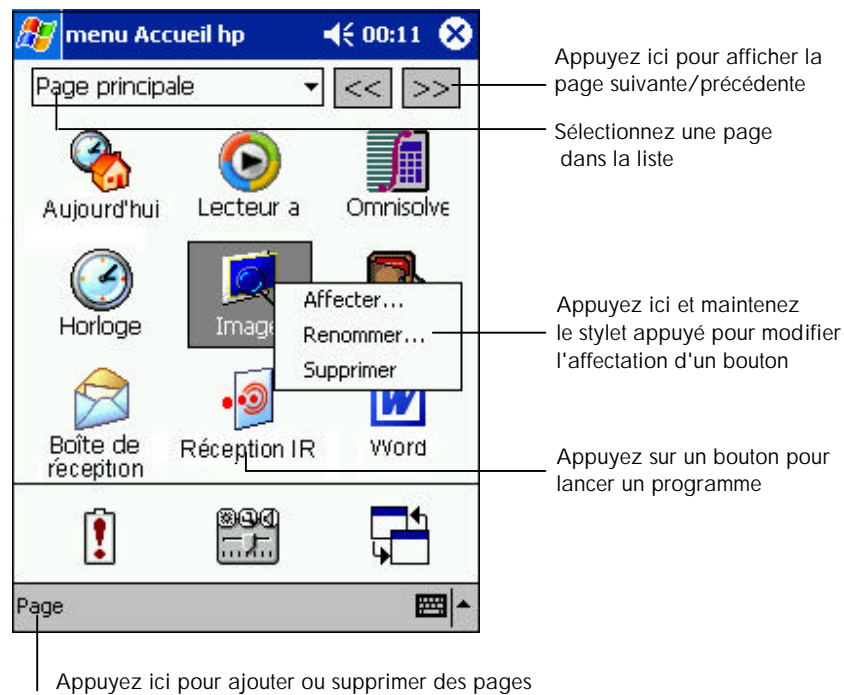 menu Accueil hp 00:11
Page principale << >>
Appuyez ici pour afficher la
page suivante/précédente
Sélectionnez une page
dans la liste
Aujourd'hui Lecteur a Omnisolve
Horloge Image
Affecter...
Renommer...
Supprimer
Appuyez ici et maintenez
le stylet appuyé pour modifier
l'affectation d'un bouton
Boîte de
réception
Réception IR
W
Word
Appuyez sur un bouton pour
lancer un programme
Page
Appuyez ici pour ajouter ou supprimer des pages